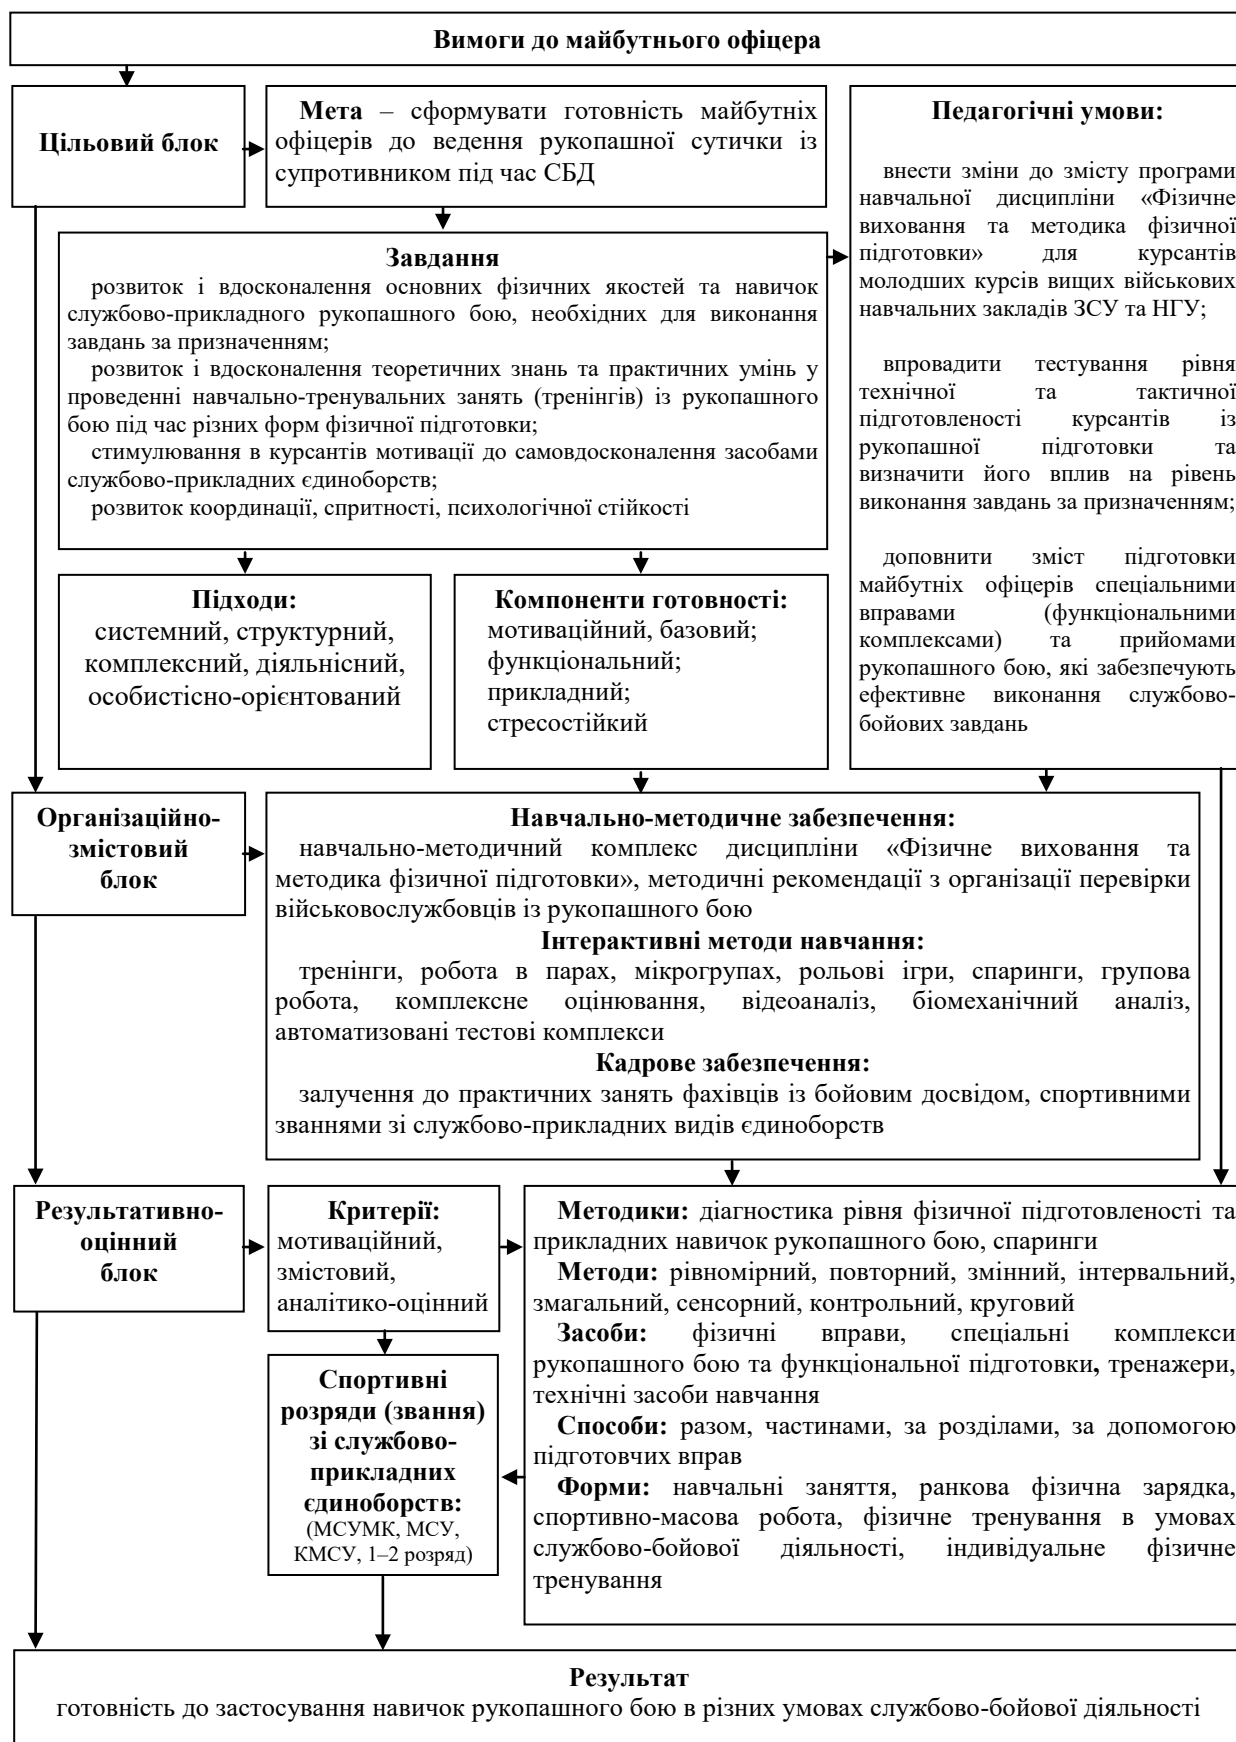 Вимоги до майбутнього офіцера
Цільовий блок
Мета – сформувати готовність майбутніх
офіцерів до ведення рукопашної сутички із
супротивником під час СБД
Педагогічні умови:
внести зміни до змісту програми
навчальної дисципліни «Фізичне
виховання та методика фізичної
підготовки» для курсантів
молодших курсів вищих військових
навчальних закладів ЗСУ та НГУ;
впровадити тестування рівня
технічної та тактичної
підготовленості курсантів із
рукопашної підготовки та
визначити його вплив на рівень
виконання завдань за призначенням;
доповнити зміст підготовки
майбутніх офіцерів спеціальними
вправами (функціональними
комплексами) та прийомами
рукопашного бою, які забезпечують
ефективне виконання службово-
бойових завдань
Завдання
розвиток і вдосконалення основних фізичних якостей та навичок
службово-прикладного рукопашного бою, необхідних для виконання
завдань за призначенням;
розвиток і вдосконалення теоретичних знань та практичних умінь у
проведенні навчально-тренувальних занять (тренінгів) із рукопашного
бою під час різних форм фізичної підготовки;
стимулювання в курсантів мотивації до самовдосконалення засобами
службово-прикладних єдиноборств;
розвиток координації, спритності, психологічної стійкості
Підходи:
системний, структурний,
комплексний, діяльнісний,
особистісно-орієнтований
Компоненти готовності:
мотиваційний, базовий;
функціональний;
прикладний;
стресостійкий
Організаційно-
змістовий
блок
Навчально-методичне забезпечення:
навчально-методичний комплекс дисципліни «Фізичне виховання та
методика фізичної підготовки», методичні рекомендації з організації перевірки
військовослужбовців із рукопашного бою
Інтерактивні методи навчання:
тренінги, робота в парах, мікрогрупах, рольові ігри, спаринги, групова
робота, комплексне оцінювання, відеоаналіз, біомеханічний аналіз,
автоматизовані тестові комплекси
Кадрове забезпечення:
залучення до практичних занять фахівців із бойовим досвідом, спортивними
званнями зі службово-прикладних видів єдиноборств
Результативно-
оцінний
блок
Критерії:
мотиваційний,
змістовий,
аналітико-оцінний
Спортивні
розряди (звання)
зі службово-
прикладних
єдиноборств:
(МСУМК, МСУ,
КМСУ, 1–2 розряд)
Методики: діагностика рівня фізичної підготовленості та
прикладних навичок рукопашного бою, спаринги
Методи: рівномірний, повторний, змінний, інтервальний,
змагальний, сенсорний, контрольний, круговий
Засоби: фізичні вправи, спеціальні комплекси
рукопашного бою та функціональної підготовки, тренажери,
технічні засоби навчання
Способи: разом, частинами, за розділами, за допомогою
підготовчих вправ
Форми: навчальні заняття, ранкова фізична зарядка,
спортивно-масова робота, фізичне тренування в умовах
службово-бойової діяльності, індивідуальне фізичне
тренування
Результат
готовність до застосування навичок рукопашного бою в різних умовах службово-бойової діяльності